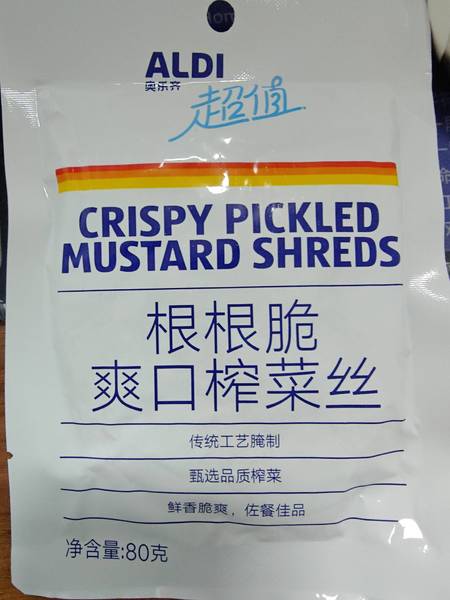 ALDI
奥乐齐
超值
CRISPY PICKLED
MUSTARD SHREDS
根根脆
爽口榨菜丝
传统工艺腌制
甄选品质榨菜
鲜香脆爽，佐餐佳品
净含量:80克